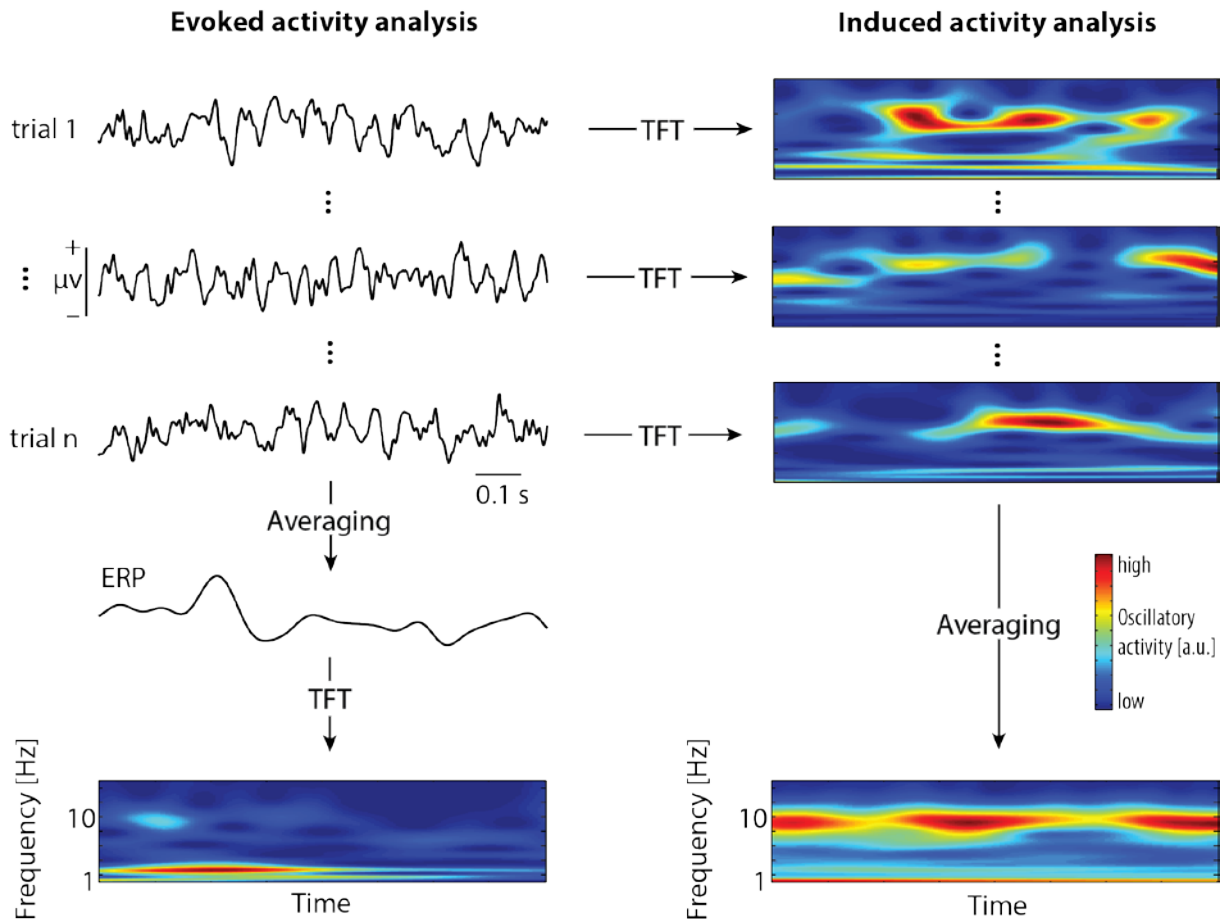 Evoked activity analysis
Induced activity analysis
trial 1
TFT
⋮
⋮
+
⋮ μv
–
TFT
⋮
⋮
trial n
TFT
0.1 s
Averaging
ERP
high
Oscillatory
activity [a.u.]
low
Averaging
TFT
Frequency [Hz]
10
1
Time
Frequency [Hz]
10
1
Time